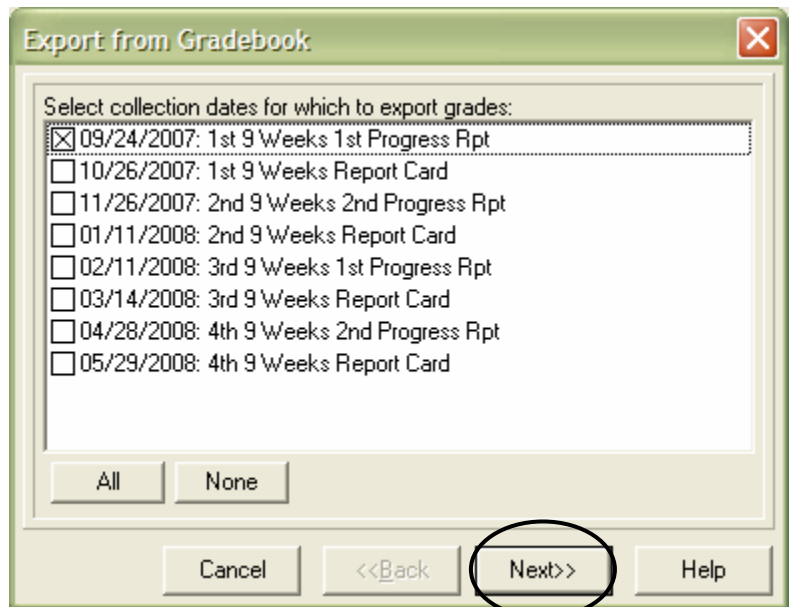 Export from Gradebook
Select collection dates for which to export grades:
09/24/2007: 1st 9 Weeks 1st Progress Rpt
10/26/2007: 1st 9 Weeks Report Card
11/26/2007: 2nd 9 Weeks 2nd Progress Rpt
01/11/2008: 2nd 9 Weeks Report Card
02/11/2008: 3rd 9 Weeks 1st Progress Rpt
03/14/2008: 3rd 9 Weeks Report Card
04/28/2008: 4th 9 Weeks 2nd Progress Rpt
05/29/2008: 4th 9 Weeks Report Card
All None
Cancel <<Back Next>> Help